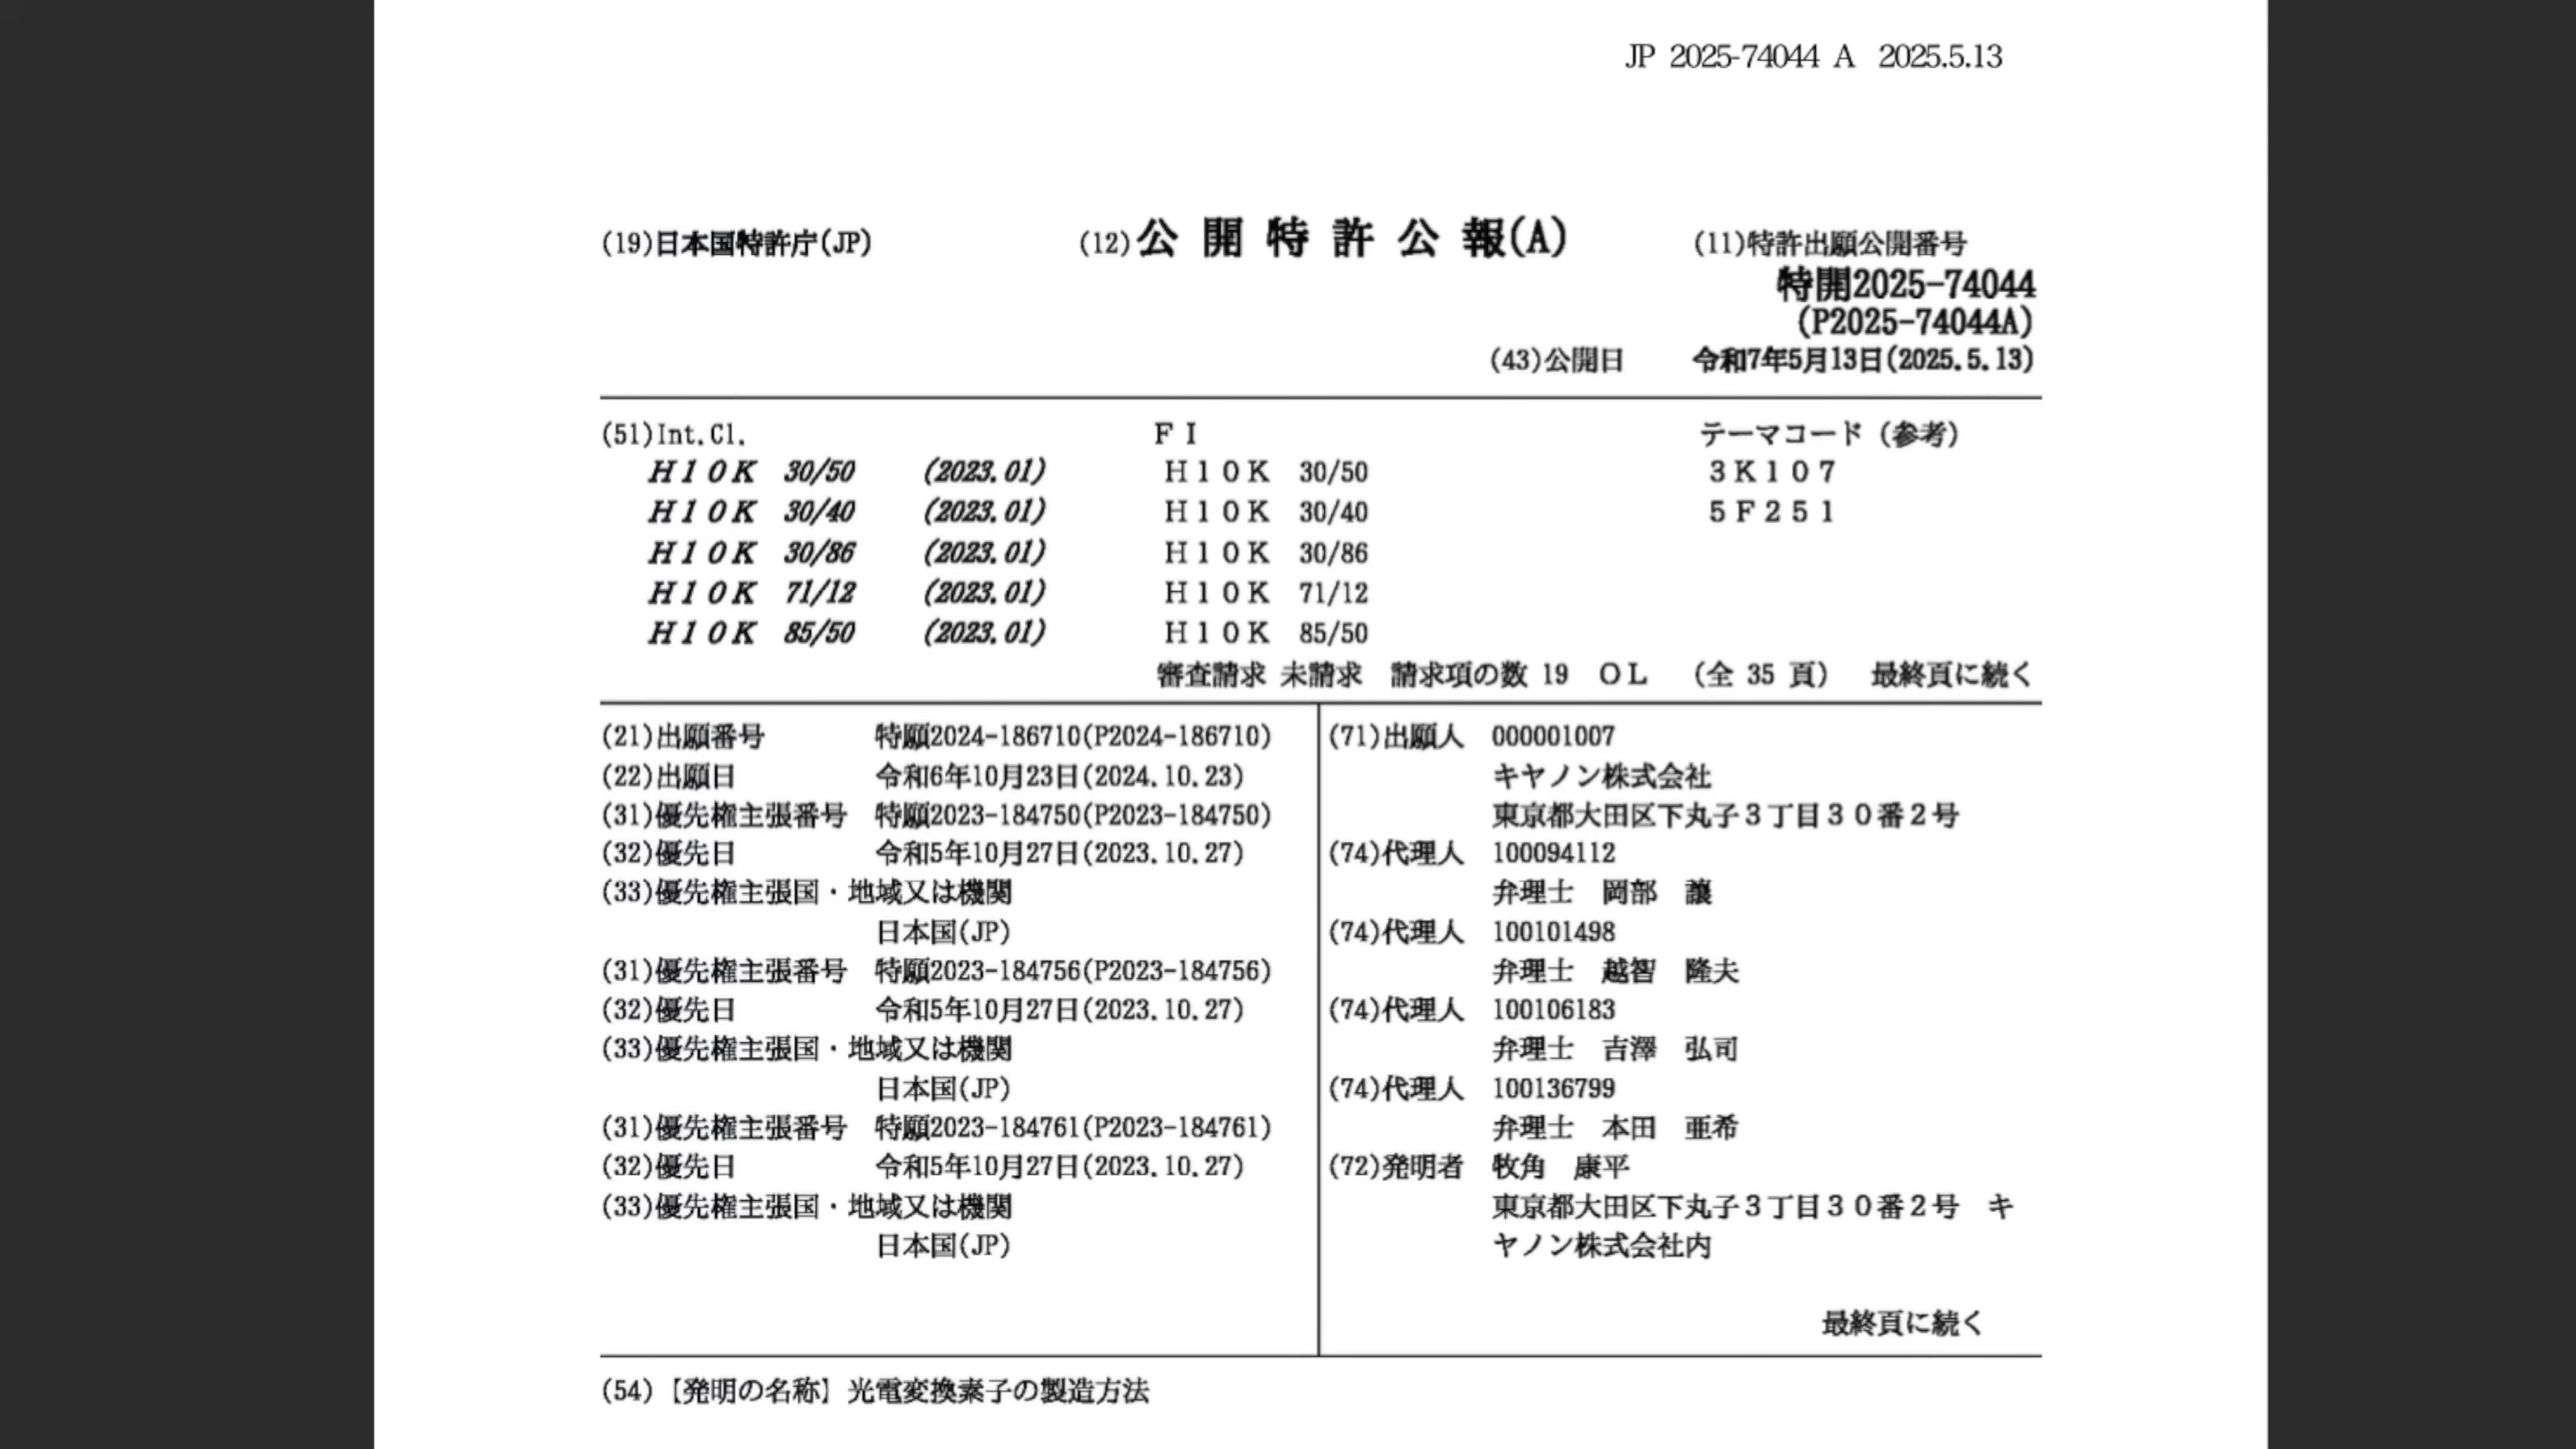 JP 2025-74044 A 2025.5.13
(19)日本国特許庁(JP) (12)公開特許公報(A) (11)特許出願公開番号
特開2025-74044
(P2025-74044A)
(43)公開日 令和7年5月13日(2025.5.13)
(51)Int.Cl. FI テーマコード(参考)
H10K 30/50 (2023.01) H10K 30/50 3K107
H10K 30/40 (2023.01) H10K 30/40 5F251
H10K 30/86 (2023.01) H10K 30/86
H10K 71/12 (2023.01) H10K 71/12
H10K 85/50 (2023.01) H10K 85/50
審査請求 未請求 請求項の数 19 OL (全 35 頁) 最終頁に続く
(21)出願番号 特願2024-186710(P2024-186710)
(22)出願日 令和6年10月23日(2024.10.23)
(31)優先権主張番号 特願2023-184750(P2023-184750)
(32)優先日 令和5年10月27日(2023.10.27)
(33)優先権主張国・地域又は機関
日本国(JP)
(31)優先権主張番号 特願2023-184756(P2023-184756)
(32)優先日 令和5年10月27日(2023.10.27)
(33)優先権主張国・地域又は機関
日本国(JP)
(31)優先権主張番号 特願2023-184761(P2023-184761)
(32)優先日 令和5年10月27日(2023.10.27)
(33)優先権主張国・地域又は機関
日本国(JP)
(71)出願人 000001007
キヤノン株式会社
東京都大田区下丸子3丁目30番2号
(74)代理人 100094112
弁理士 岡部 讓
(74)代理人 100101498
弁理士 越智 隆夫
(74)代理人 100106183
弁理士 吉澤 弘司
(74)代理人 100136799
弁理士 本田 亜希
(72)発明者 牧角 康平
東京都大田区下丸子3丁目30番2号 キ
ヤノン株式会社内
最終頁に続く
(54)【発明の名称】光電変換素子の製造方法